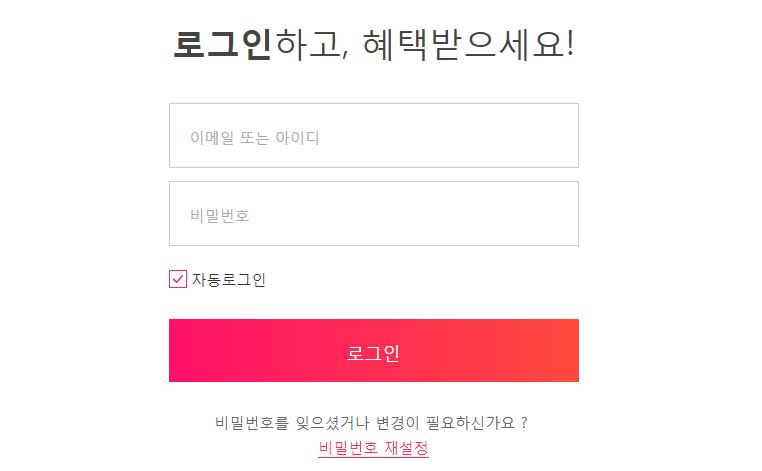 로그인하고, 혜택받으세요!
이메일 또는 아이디
비밀번호
자동로그인
로그인
비밀번호를 잊으셨거나 변경이 필요하신가요 ?
비밀번호 재설정